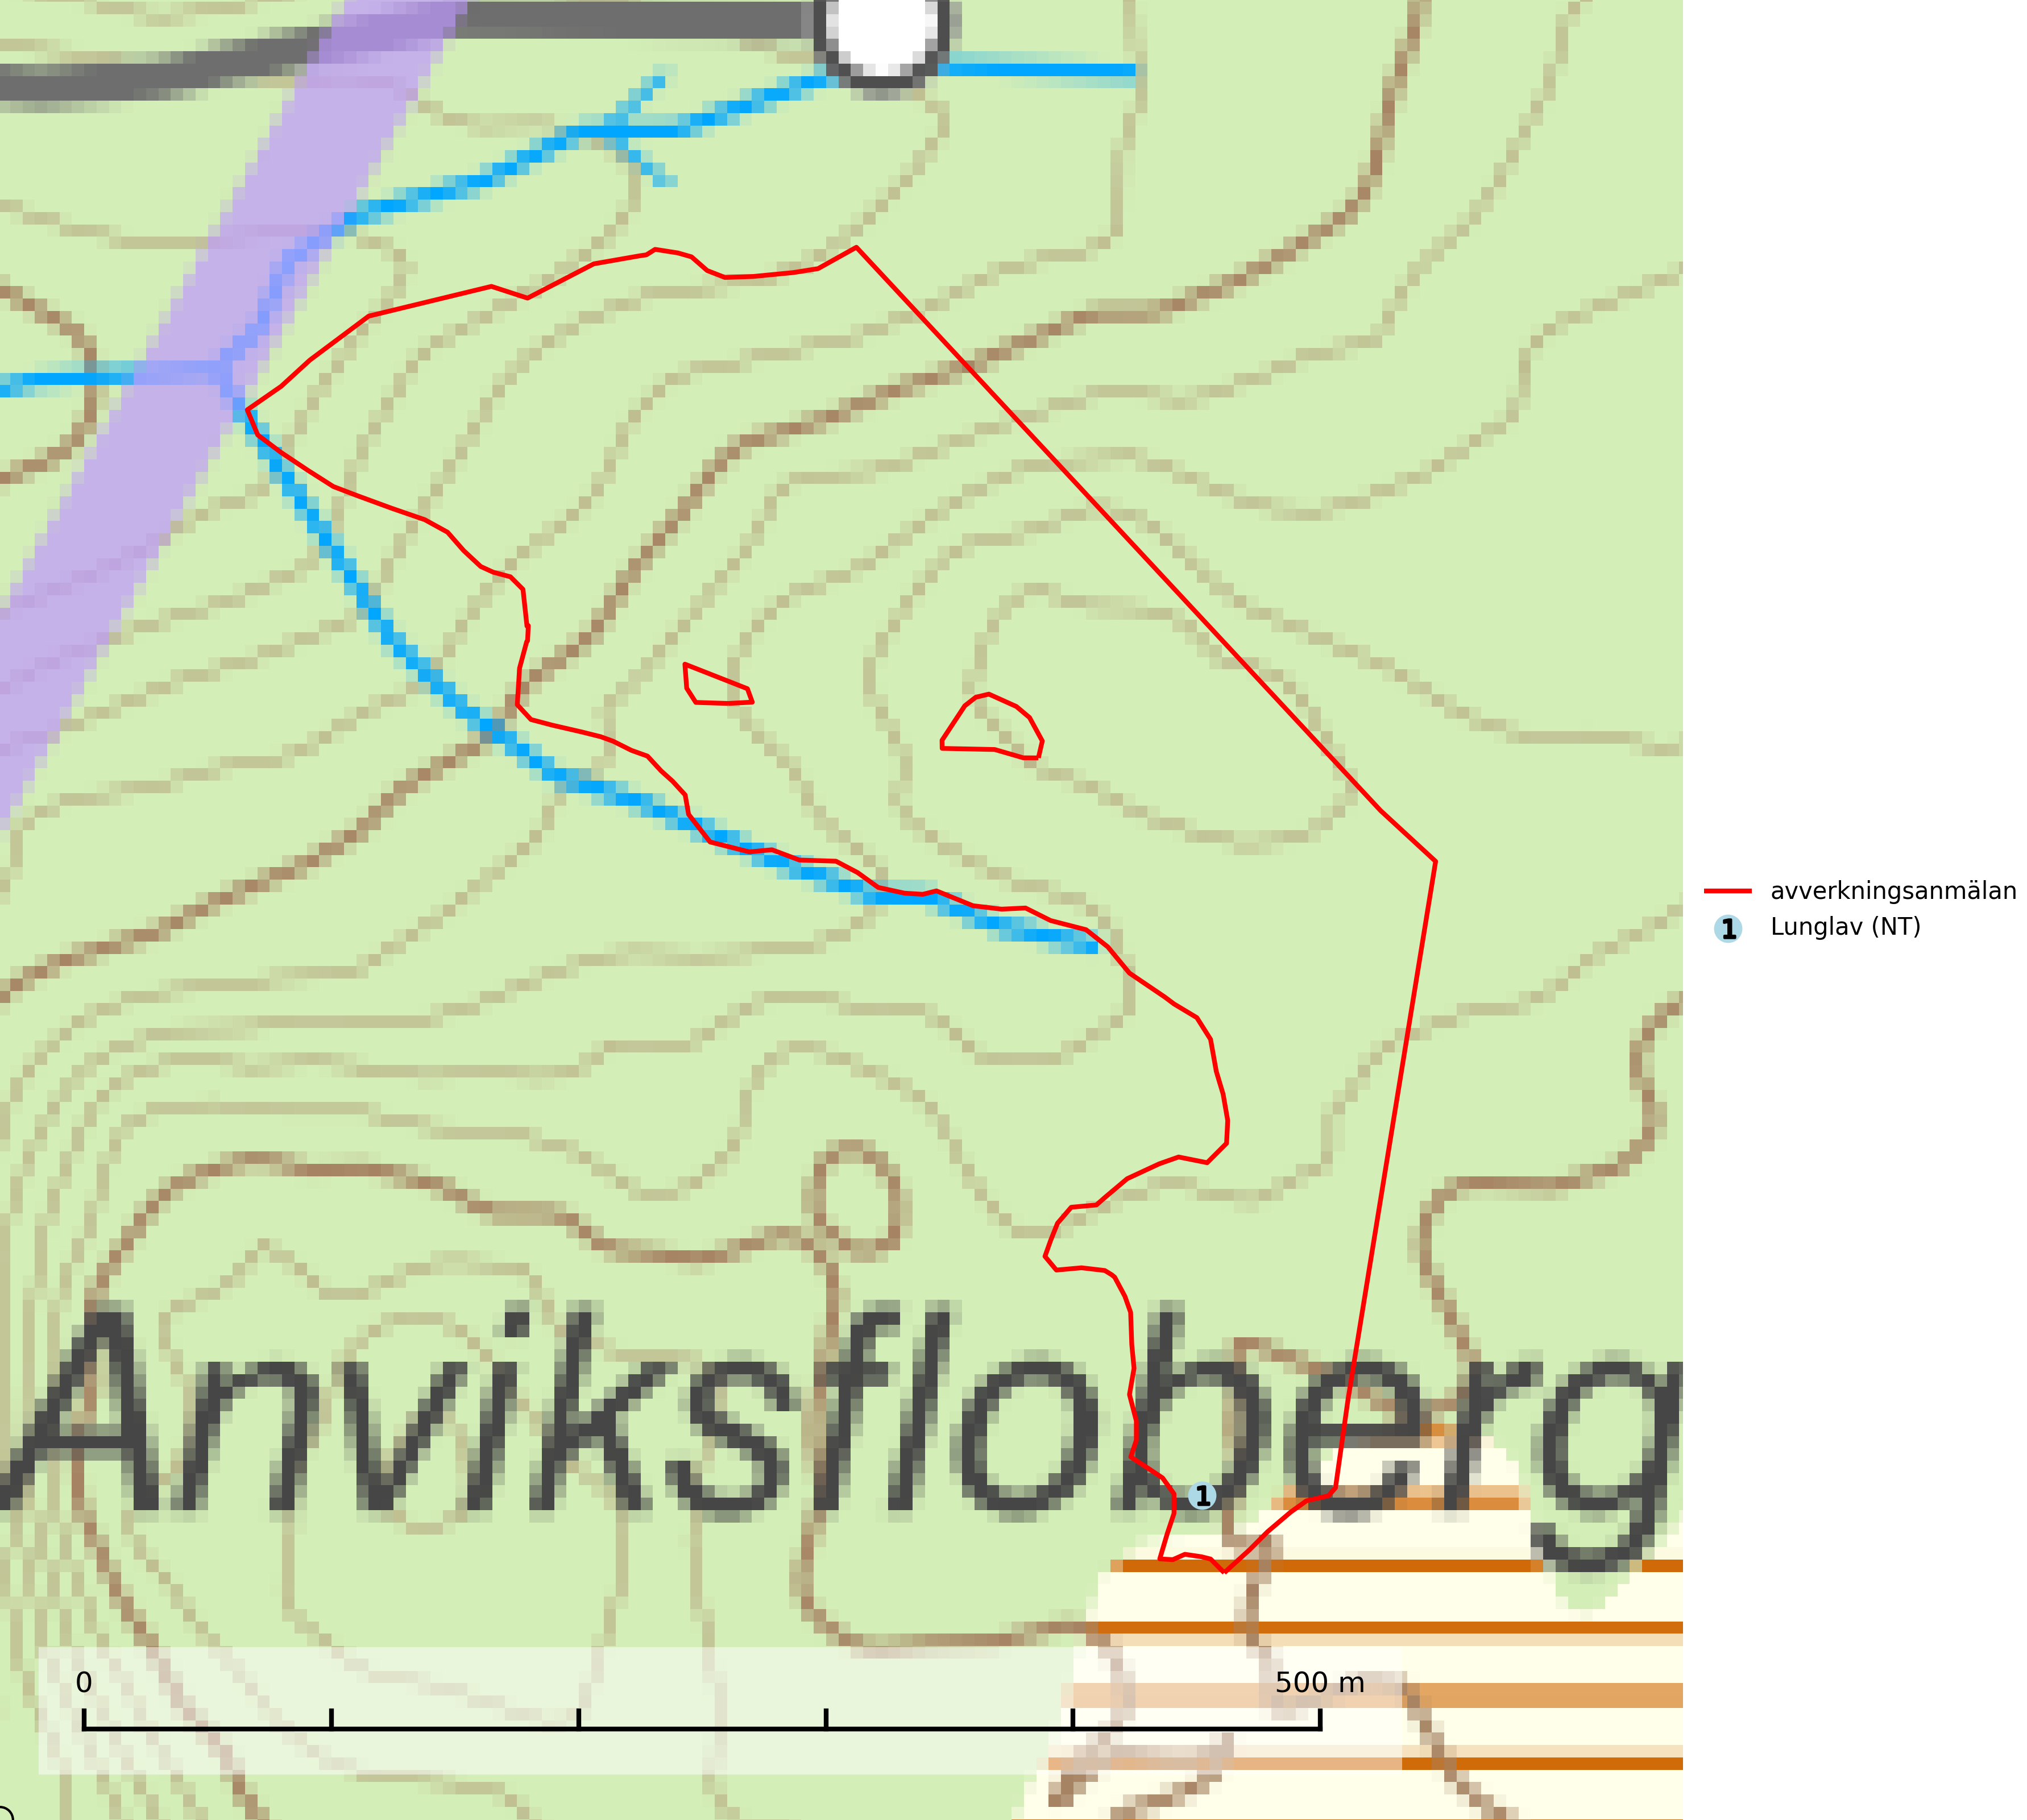 avverkningsanmälan
1 Lunglav (NT)
Anviksfloberg
1
0 500 m